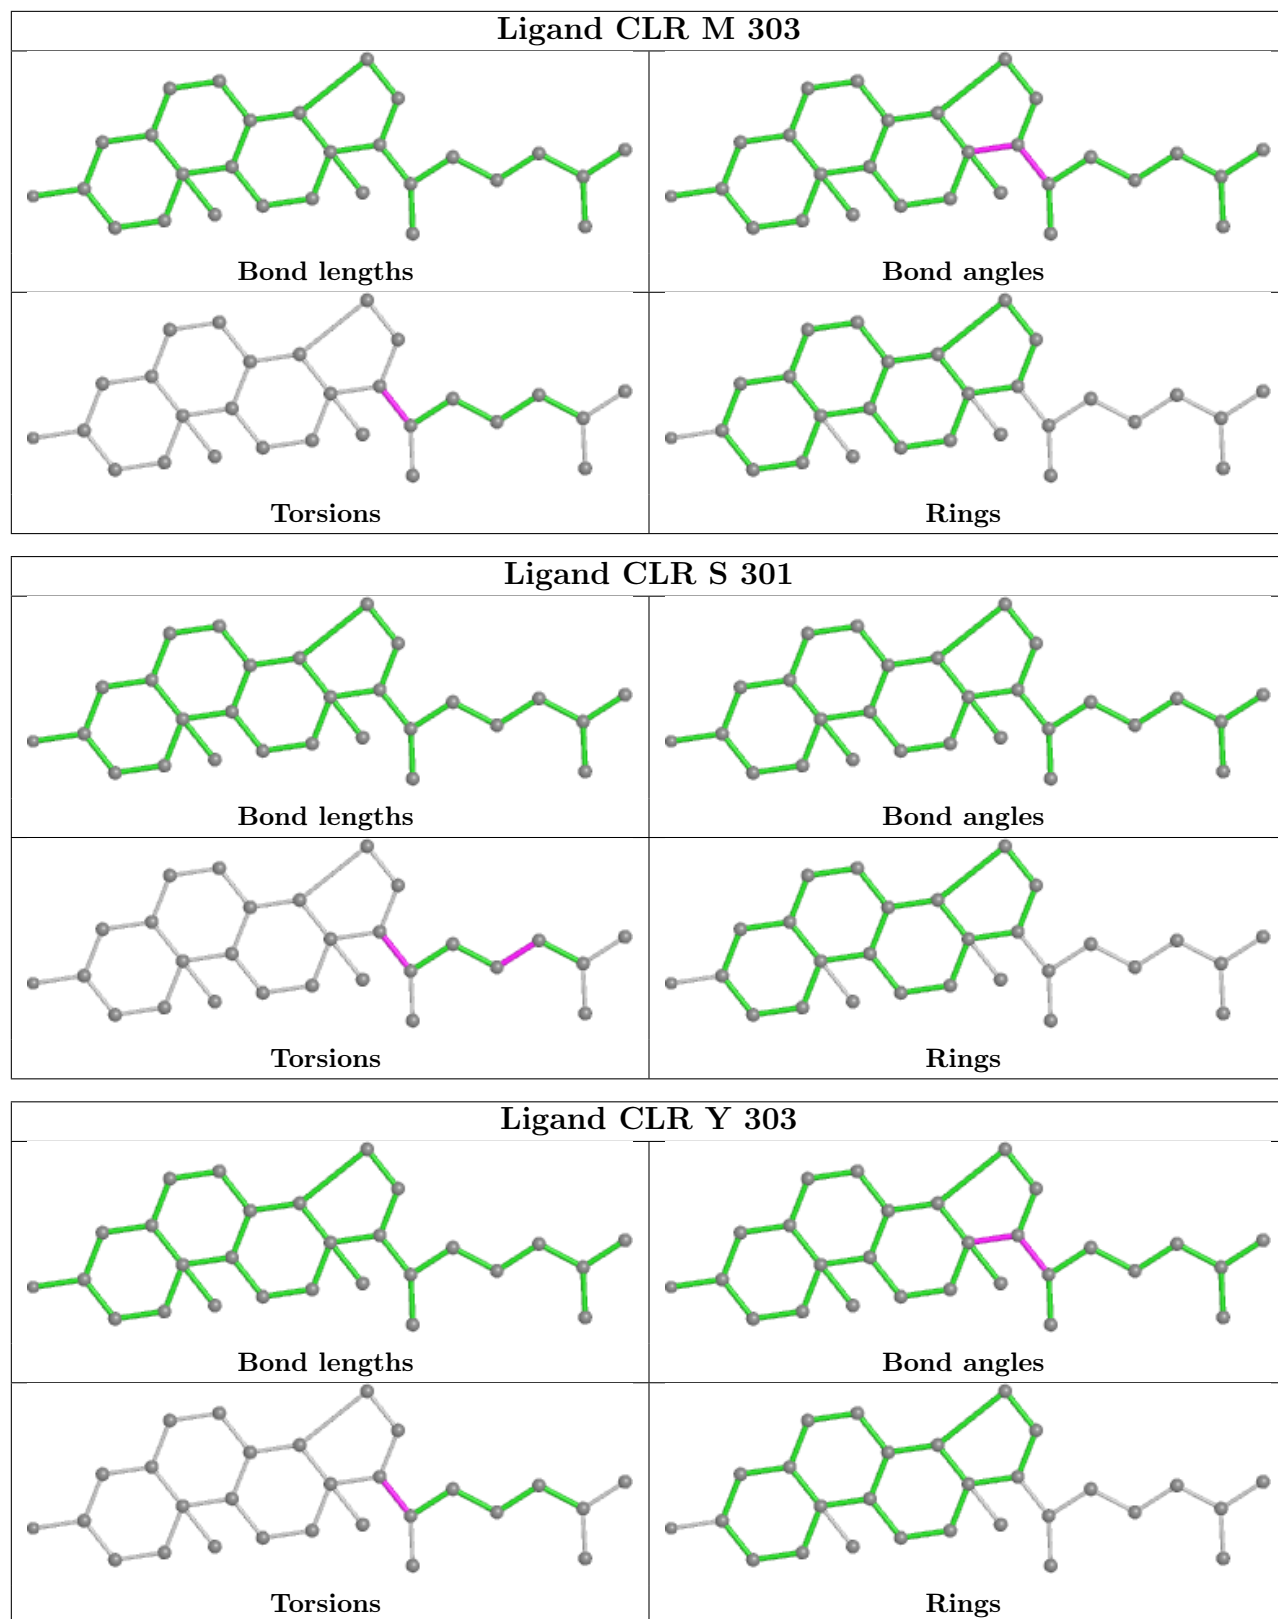 Ligand CLR M 303
Bond lengths
Bond angles
Torsions
Rings
Ligand CLR S 301
Bond lengths
Bond angles
Torsions
Rings
Ligand CLR Y 303
Bond lengths
Bond angles
Torsions
Rings